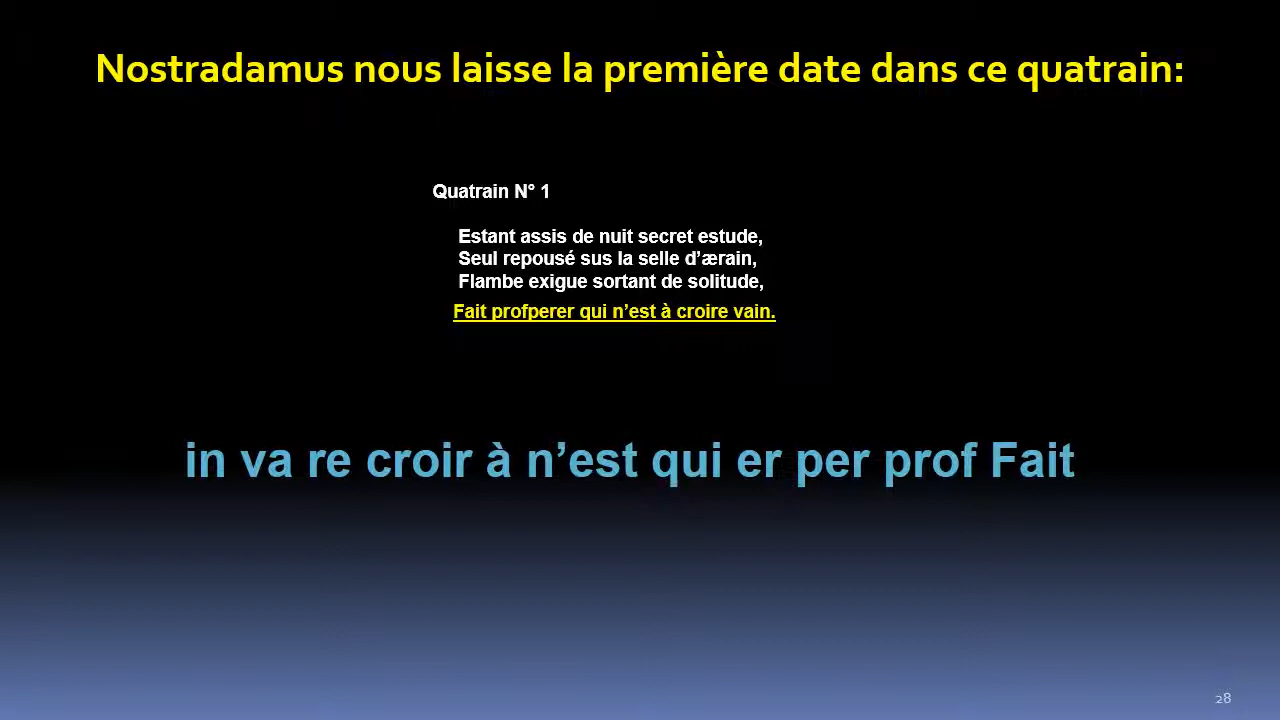 Nostradamus nous laisse la première date dans ce quatrain:
Quatrain N° 1
Estant assis de nuit secret estude,
Seul repousé sus la selle d’ærain,
Flambe exigue sortant de solitude,
Fait profperer qui n’est à croire vain.
in va re croir à n’est qui er per prof Fait
28